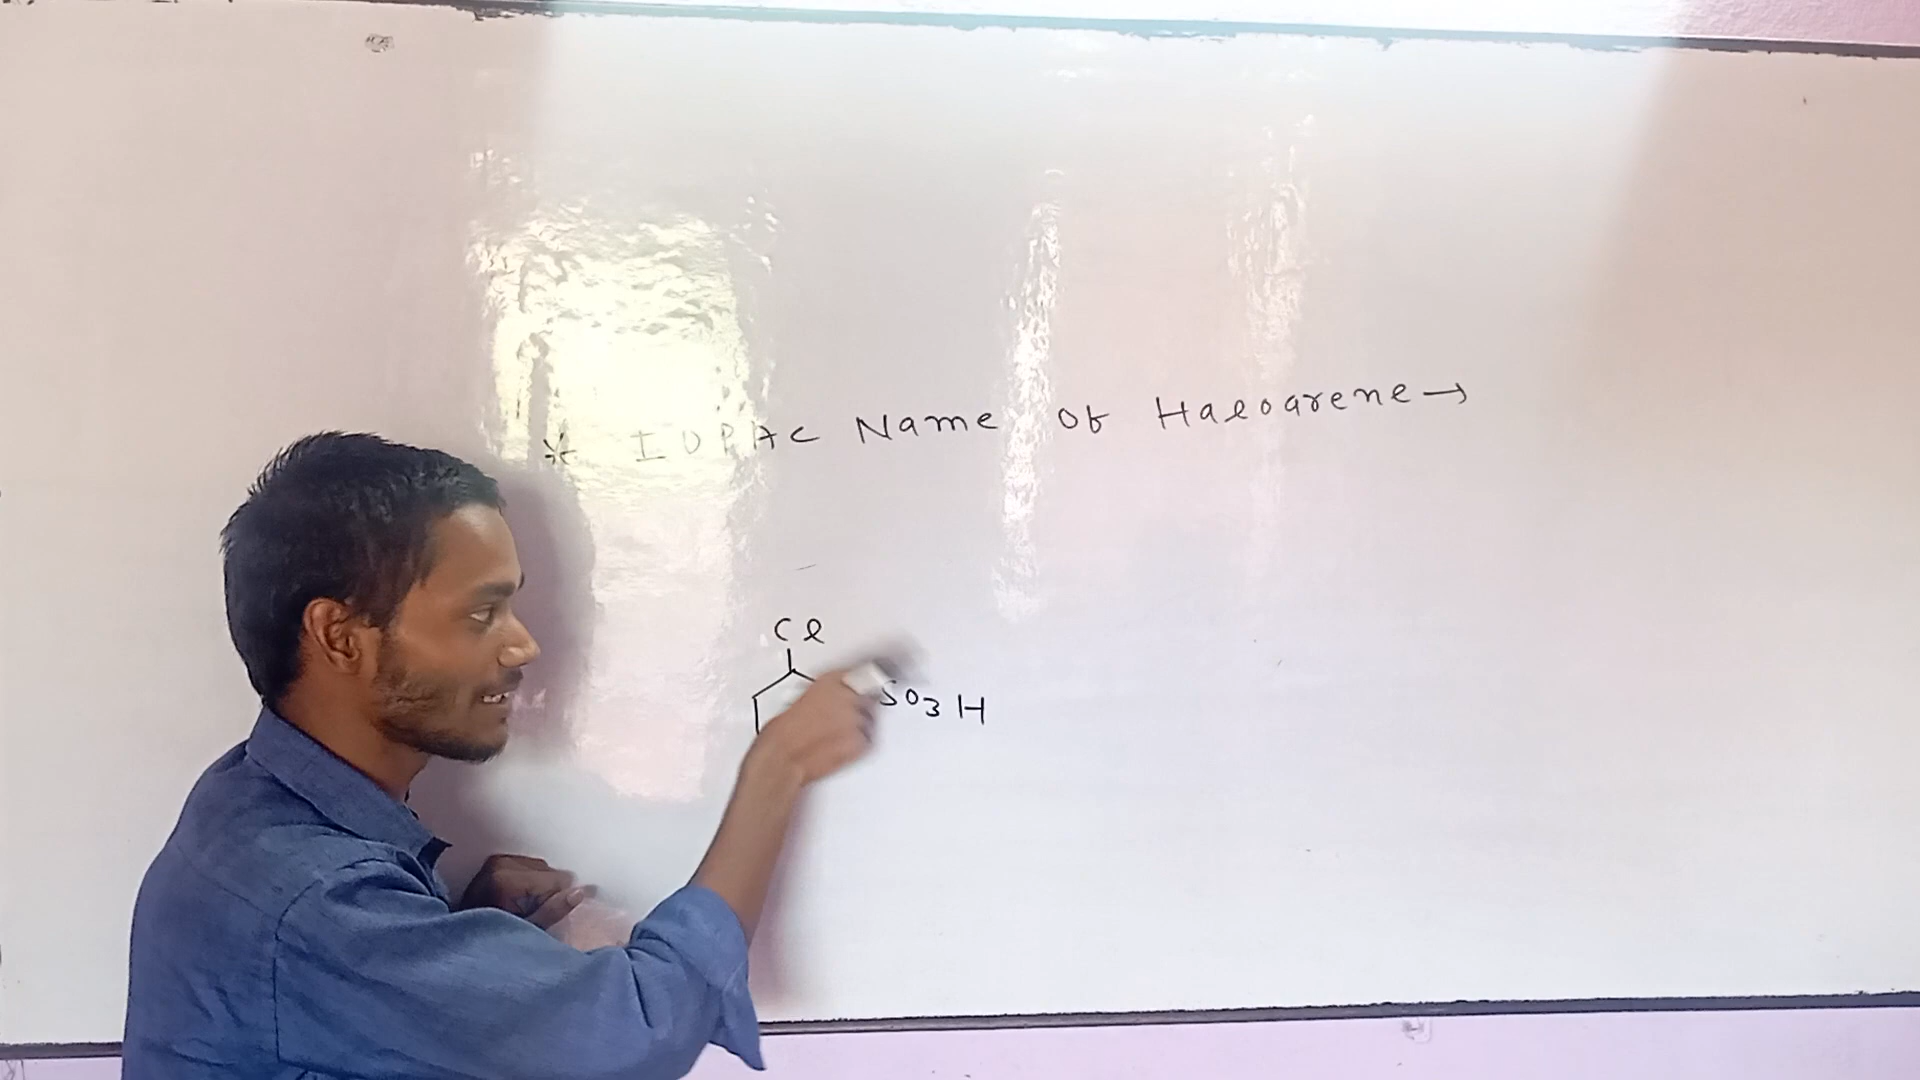 * IUPAC Name Of Haloarene →
Cl
SO3H